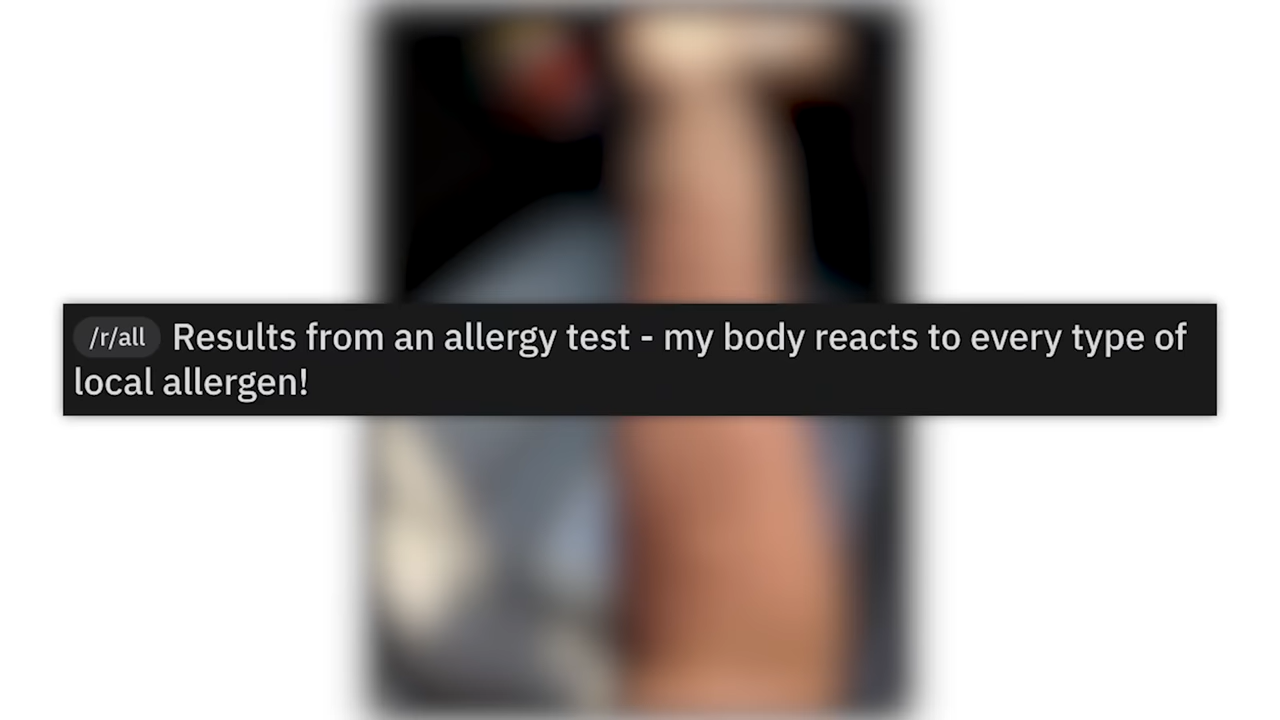 /r/all Results from an allergy test - my body reacts to every type of
local allergen!